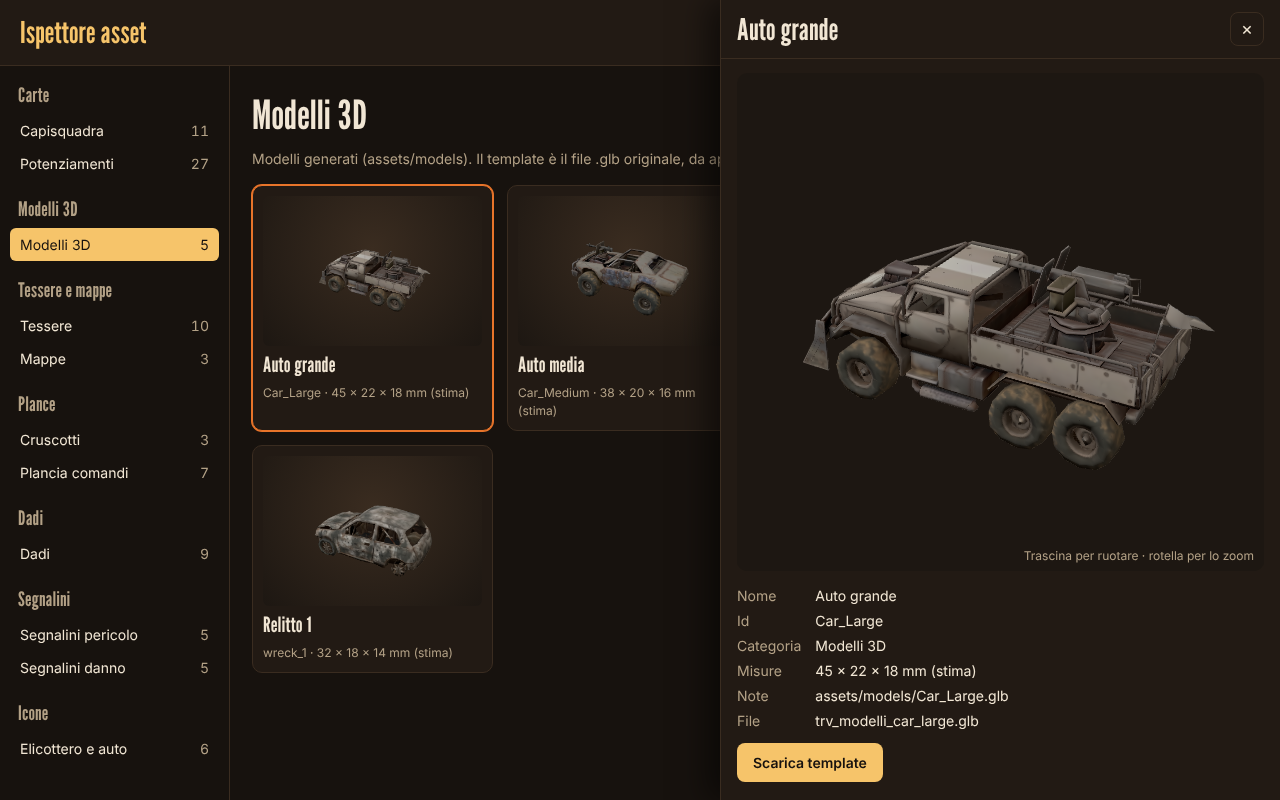 Ispettore asset
Carte
Capisquadra 11
Potenziamenti 27
Modelli 3D
Modelli 3D 5
Tessere e mappe
Tessere 10
Mappe 3
Plance
Cruscotti 3
Plancia comandi 7
Dadi
Dadi 9
Segnalini
Segnalini pericolo 5
Segnalini danno 5
Icone
Elicottero e auto 6
Modelli 3D
Modelli generati (assets/models). Il template è il file .glb originale, da
Auto grande
Car_Large · 45 × 22 × 18 mm (stima)
Auto media
Car_Medium · 38 × 20 × 16 mm
(stima)
Relitto 1
wreck_1 · 32 × 18 × 14 mm (stima)
Auto grande
×
Trascina per ruotare · rotella per lo zoom
Nome Auto grande
Id Car_Large
Categoria Modelli 3D
Misure 45 × 22 × 18 mm (stima)
Note assets/models/Car_Large.glb
File trv_modelli_car_large.glb
Scarica template